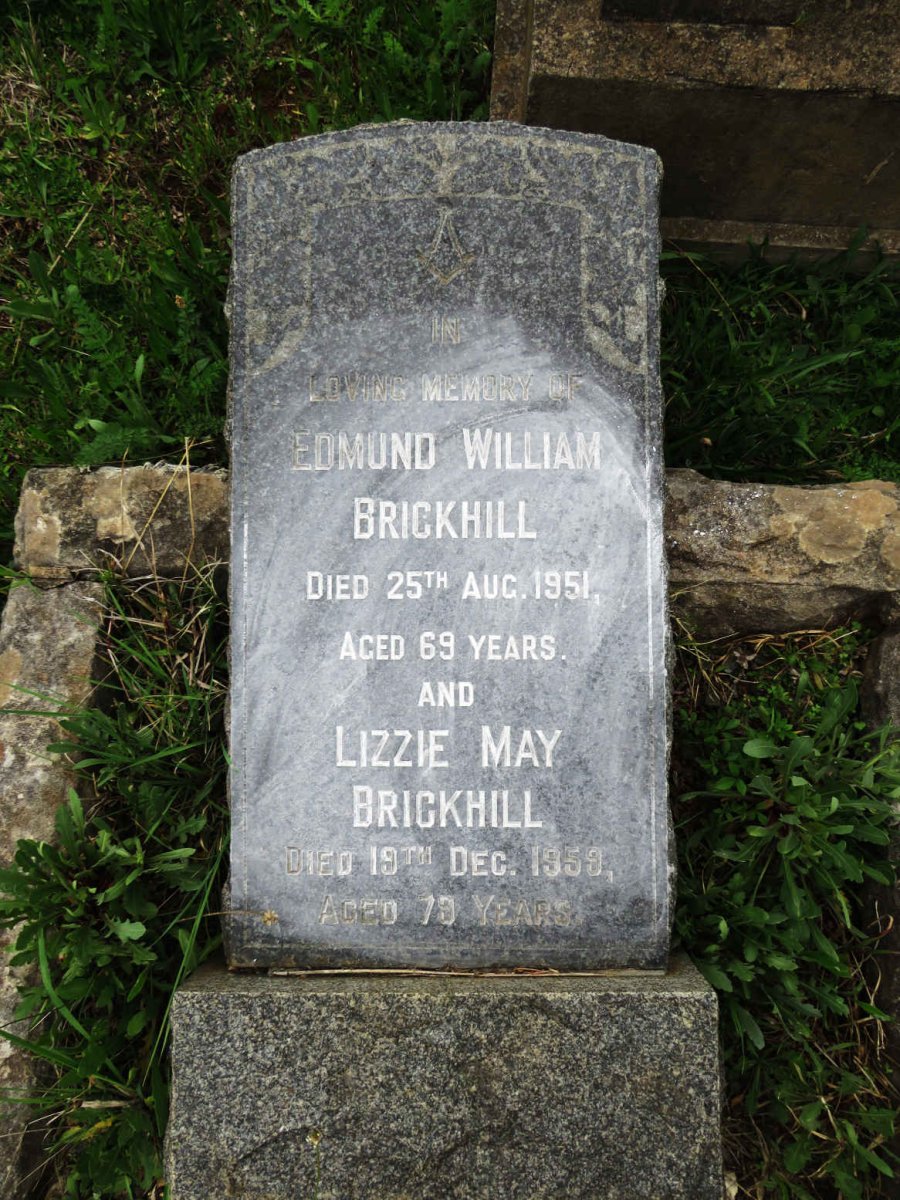 IN
LOVING MEMORY OF
EDMUND WILLIAM
BRICKHILL
DIED 25TH AUG. 1951,
AGED 69 YEARS.
AND
LIZZIE MAY
BRICKHILL
DIED 19TH DEC. 1959,
AGED 79 YEARS.